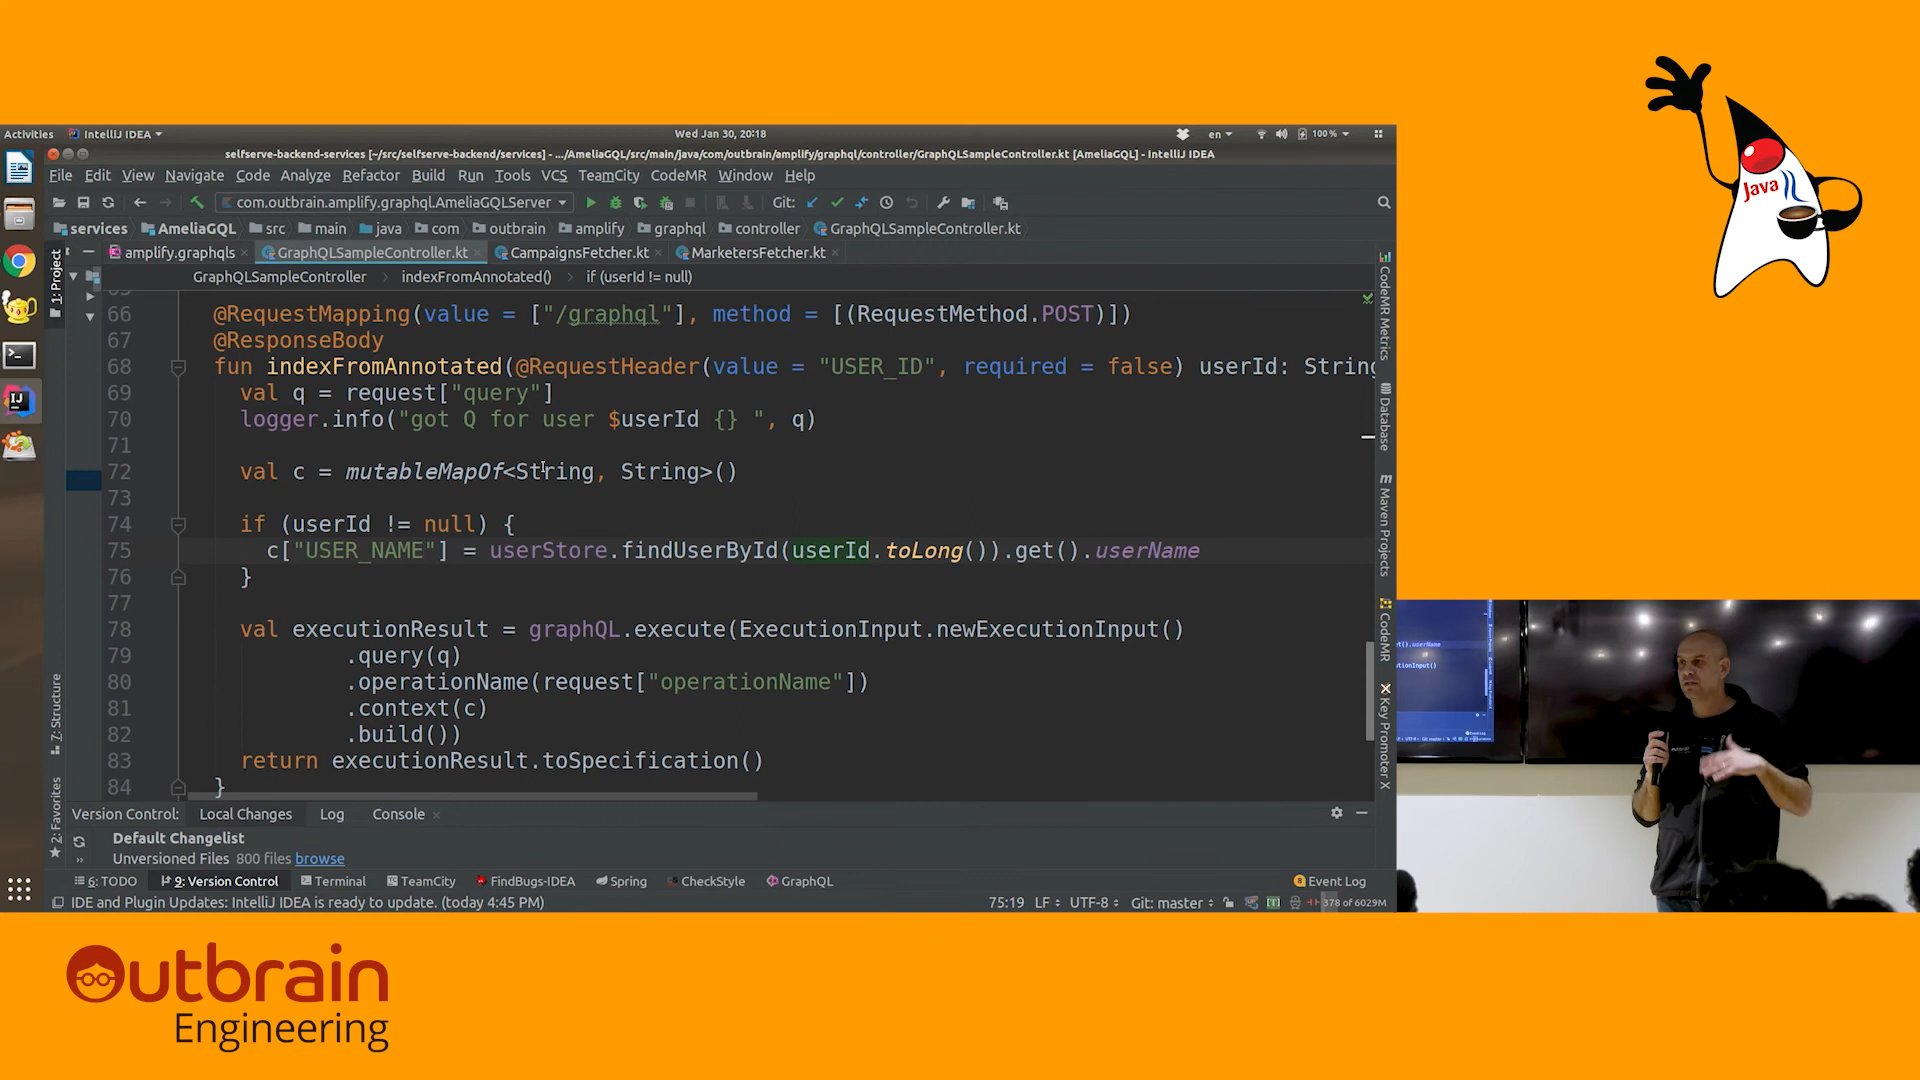 Activities IntelliJ IDEA Wed Jan 30, 20:18 en 100%
selfserve-backend-services [~/src/selfserve-backend/services] - .../AmeliaGQL/src/main/java/com/outbrain/amplify/graphql/controller/GraphQLSampleController.kt [AmeliaGQL] - IntelliJ IDEA
File Edit View Navigate Code Analyze Refactor Build Run Tools VCS TeamCity CodeMR Window Help
com.outbrain.amplify.graphql.AmeliaGQLServer Git:
services AmeliaGQL src main java com outbrain amplify graphql controller GraphQLSampleController.kt
amplify.graphqls GraphQLSampleController.kt CampaignsFetcher.kt MarketersFetcher.kt
GraphQLSampleController indexFromAnnotated() if (userId != null)
66 @RequestMapping(value = ["/graphql"], method = [(RequestMethod.POST)])
67 @ResponseBody
68 fun indexFromAnnotated(@RequestHeader(value = "USER_ID", required = false) userId: String
69 val q = request["query"]
70 logger.info("got Q for user $userId {} ", q)
71
72 val c = mutableMapOf<String, String>()
73
74 if (userId != null) {
75 c["USER_NAME"] = userStore.findUserById(userId.toLong()).get().userName
76 }
77
78 val executionResult = graphQL.execute(ExecutionInput.newExecutionInput()
79 .query(q)
80 .operationName(request["operationName"])
81 .context(c)
82 .build())
83 return executionResult.toSpecification()
84 }
1: Project
7: Structure
2: Favorites
CodeMR Metrics
Database
Maven Projects
CodeMR
Key Promoter X
Version Control: Local Changes Log Console
Default Changelist
Unversioned Files 800 files browse
6: TODO 9: Version Control Terminal TeamCity FindBugs-IDEA Spring CheckStyle GraphQL Event Log
IDE and Plugin Updates: IntelliJ IDEA is ready to update. (today 4:45 PM) 75:19 LF UTF-8 Git: master 378 of 6029M
Java
Outbrain
Engineering